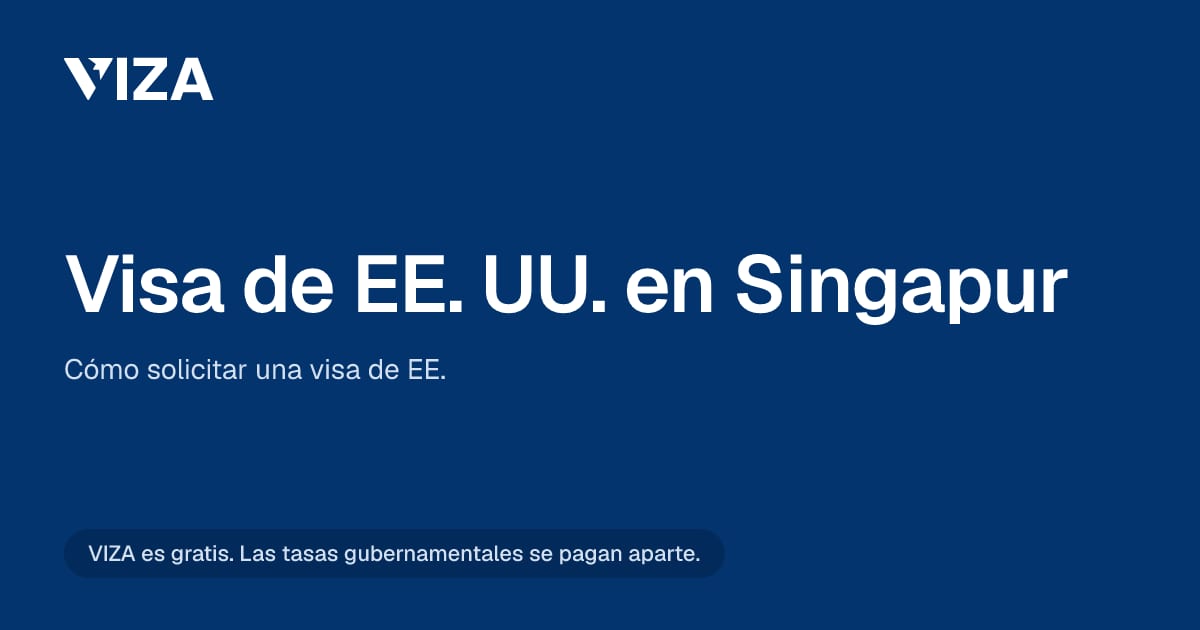 VIZA
Visa de EE. UU. en Singapur
Cómo solicitar una visa de EE.
VIZA es gratis. Las tasas gubernamentales se pagan aparte.